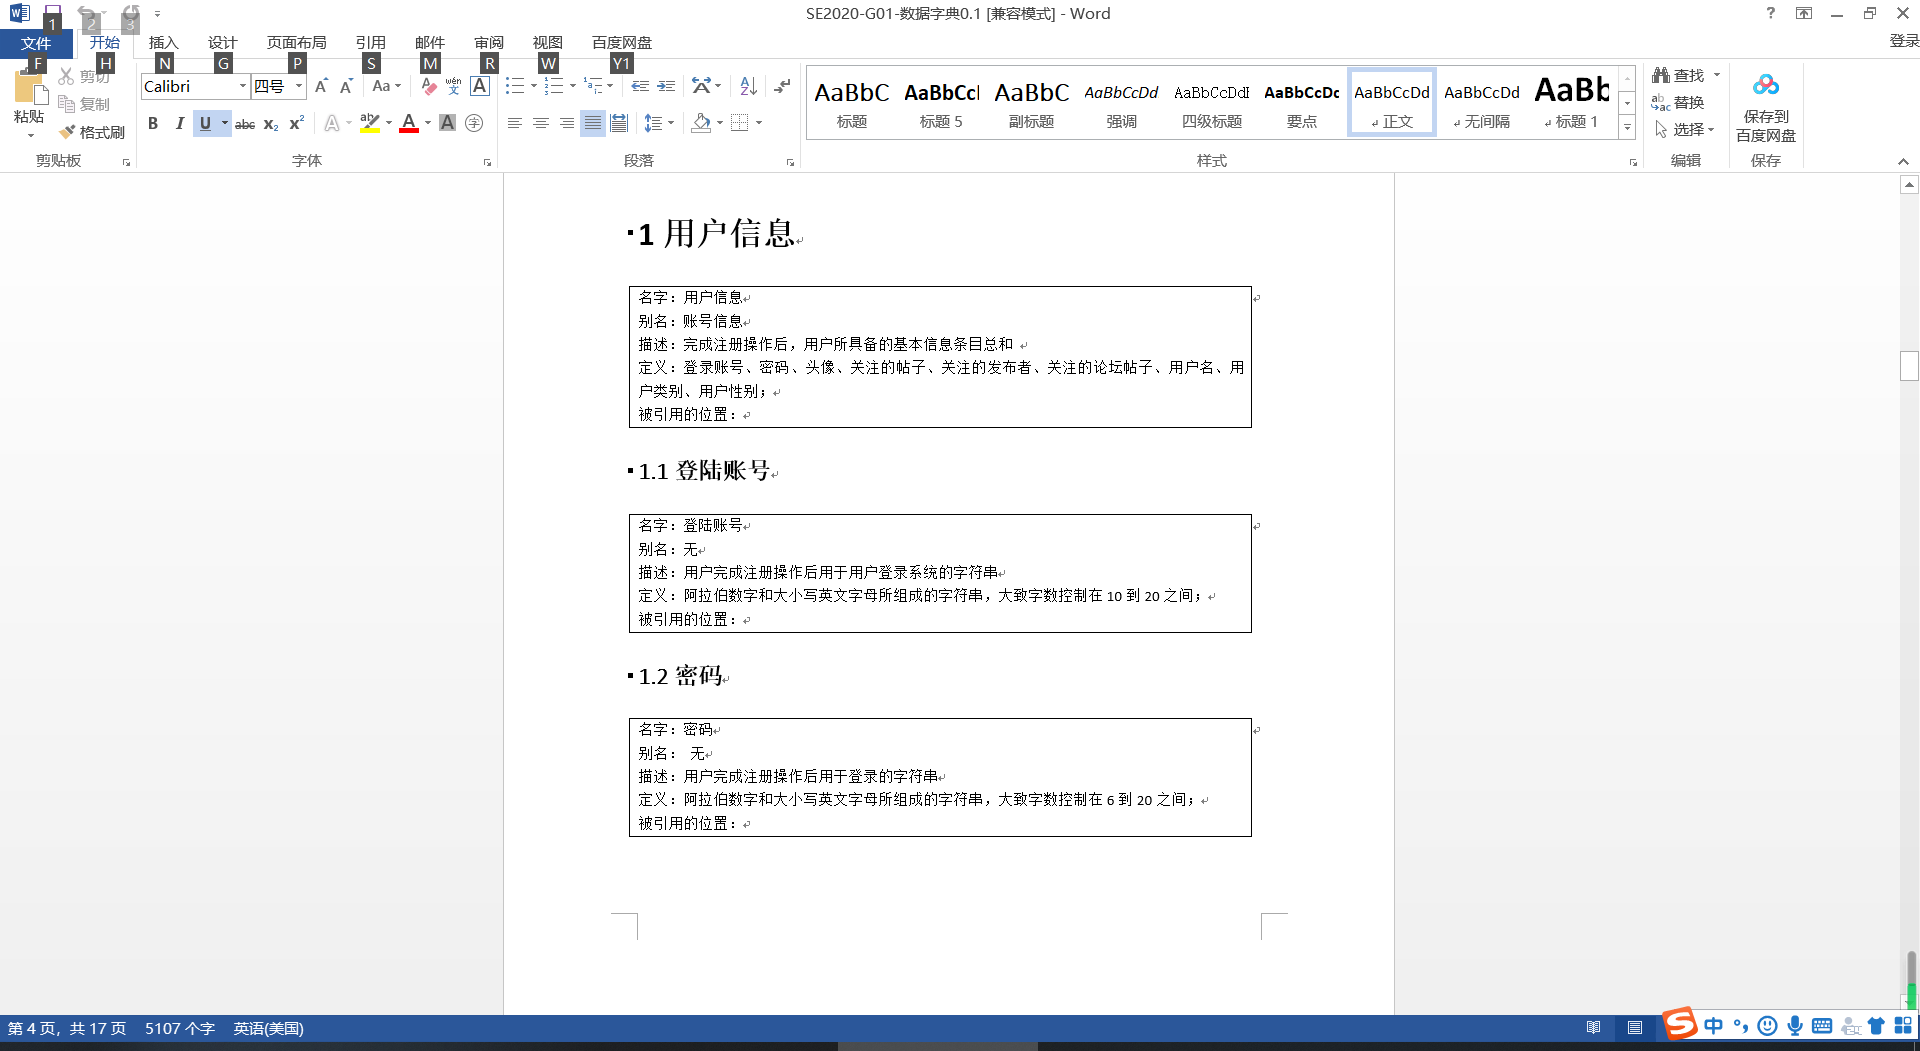 SE2020-G01-数据字典0.1 [兼容模式] - Word
1 2 3
文件 开始 插入 设计 页面布局 引用 邮件 审阅 视图 百度网盘 登录
F H N G P S M R W Y1
粘贴 剪切 复制 格式刷
剪贴板
Calibri 四号
字体
段落
AaBbC AaBbCcl AaBbC AaBbCcDd AaBbCcDdE AaBbCcDc AaBbCcDd AaBbCcDd AaBb
标题 标题 5 副标题 强调 四级标题 要点 正文 无间隔 标题 1
样式
查找
替换
选择
编辑
保存到
百度网盘
保存
1 用户信息
名字：用户信息
别名：账号信息
描述：完成注册操作后，用户所具备的基本信息条目总和
定义：登录账号、密码、头像、关注的帖子、关注的发布者、关注的论坛帖子、用户名、用
户类别、用户性别；
被引用的位置：
1.1 登陆账号
名字：登陆账号
别名：无
描述：用户完成注册操作后用于用户登录系统的字符串
定义：阿拉伯数字和大小写英文字母所组成的字符串，大致字数控制在 10 到 20 之间；
被引用的位置：
1.2 密码
名字：密码
别名： 无
描述：用户完成注册操作后用于登录的字符串
定义：阿拉伯数字和大小写英文字母所组成的字符串，大致字数控制在 6 到 20 之间；
被引用的位置：
第 4 页，共 17 页 5107 个字 英语(美国)
中